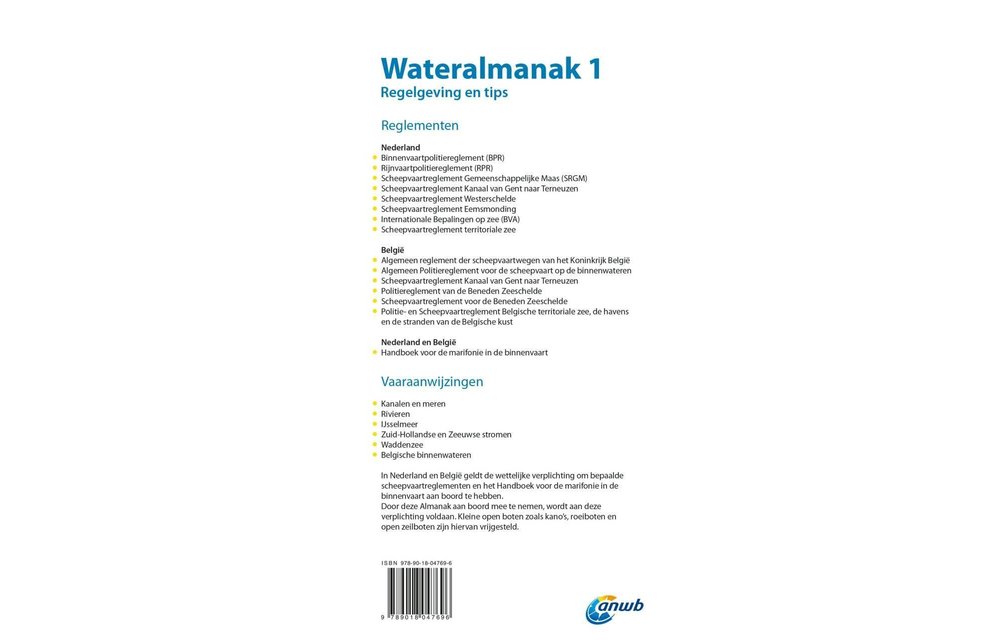 Wateralmanak 1
Regelgeving en tips
Reglementen
Nederland
Binnenvaartpolitiereglement (BPR)
Rijnvaartpolitiereglement (RPR)
Scheepvaartreglement Gemeenschappelijke Maas (SRGM)
Scheepvaartreglement Kanaal van Gent naar Terneuzen
Scheepvaartreglement Westerschelde
Scheepvaartreglement Eemsmonding
Internationale Bepalingen op zee (BVA)
Scheepvaartreglement territoriale zee
België
Algemeen reglement der scheepvaartwegen van het Koninkrijk België
Algemeen Politiereglement voor de scheepvaart op de binnenwateren
Scheepvaartreglement Kanaal van Gent naar Terneuzen
Politiereglement van de Beneden Zeeschelde
Scheepvaartreglement voor de Beneden Zeeschelde
Politie- en Scheepvaartreglement Belgische territoriale zee, de havens
en de stranden van de Belgische kust
Nederland en België
Handboek voor de marifonie in de binnenvaart
Vaaraanwijzingen
Kanalen en meren
Rivieren
IJsselmeer
Zuid-Hollandse en Zeeuwse stromen
Waddenzee
Belgische binnenwateren
In Nederland en België geldt de wettelijke verplichting om bepaalde
scheepvaartreglementen en het Handboek voor de marifonie in de
binnenvaart aan boord te hebben.
Door deze Almanak aan boord mee te nemen, wordt aan deze
verplichting voldaan. Kleine open boten zoals kano's, roeiboten en
open zeilboten zijn hiervan vrijgesteld.
ISBN 978-90-18-04769-6
9 789018 047696
anwb